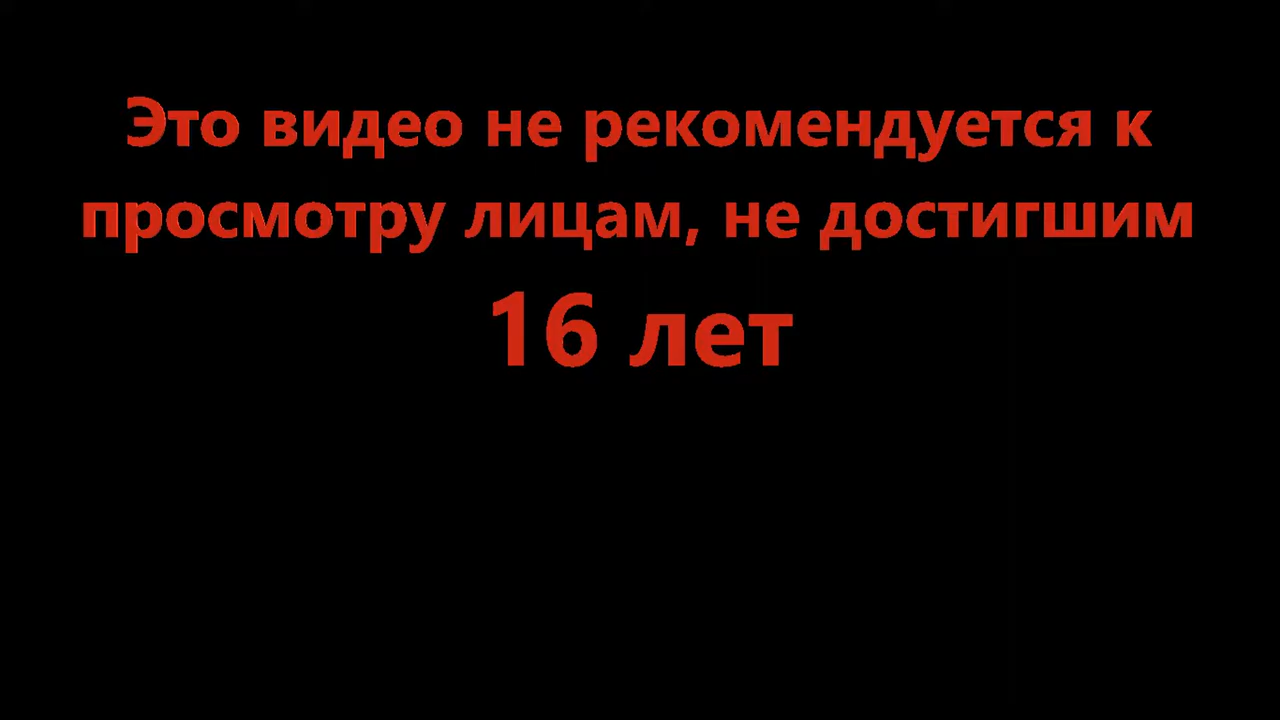 Это видео не рекомендуется к
просмотру лицам, не достигшим
16 лет